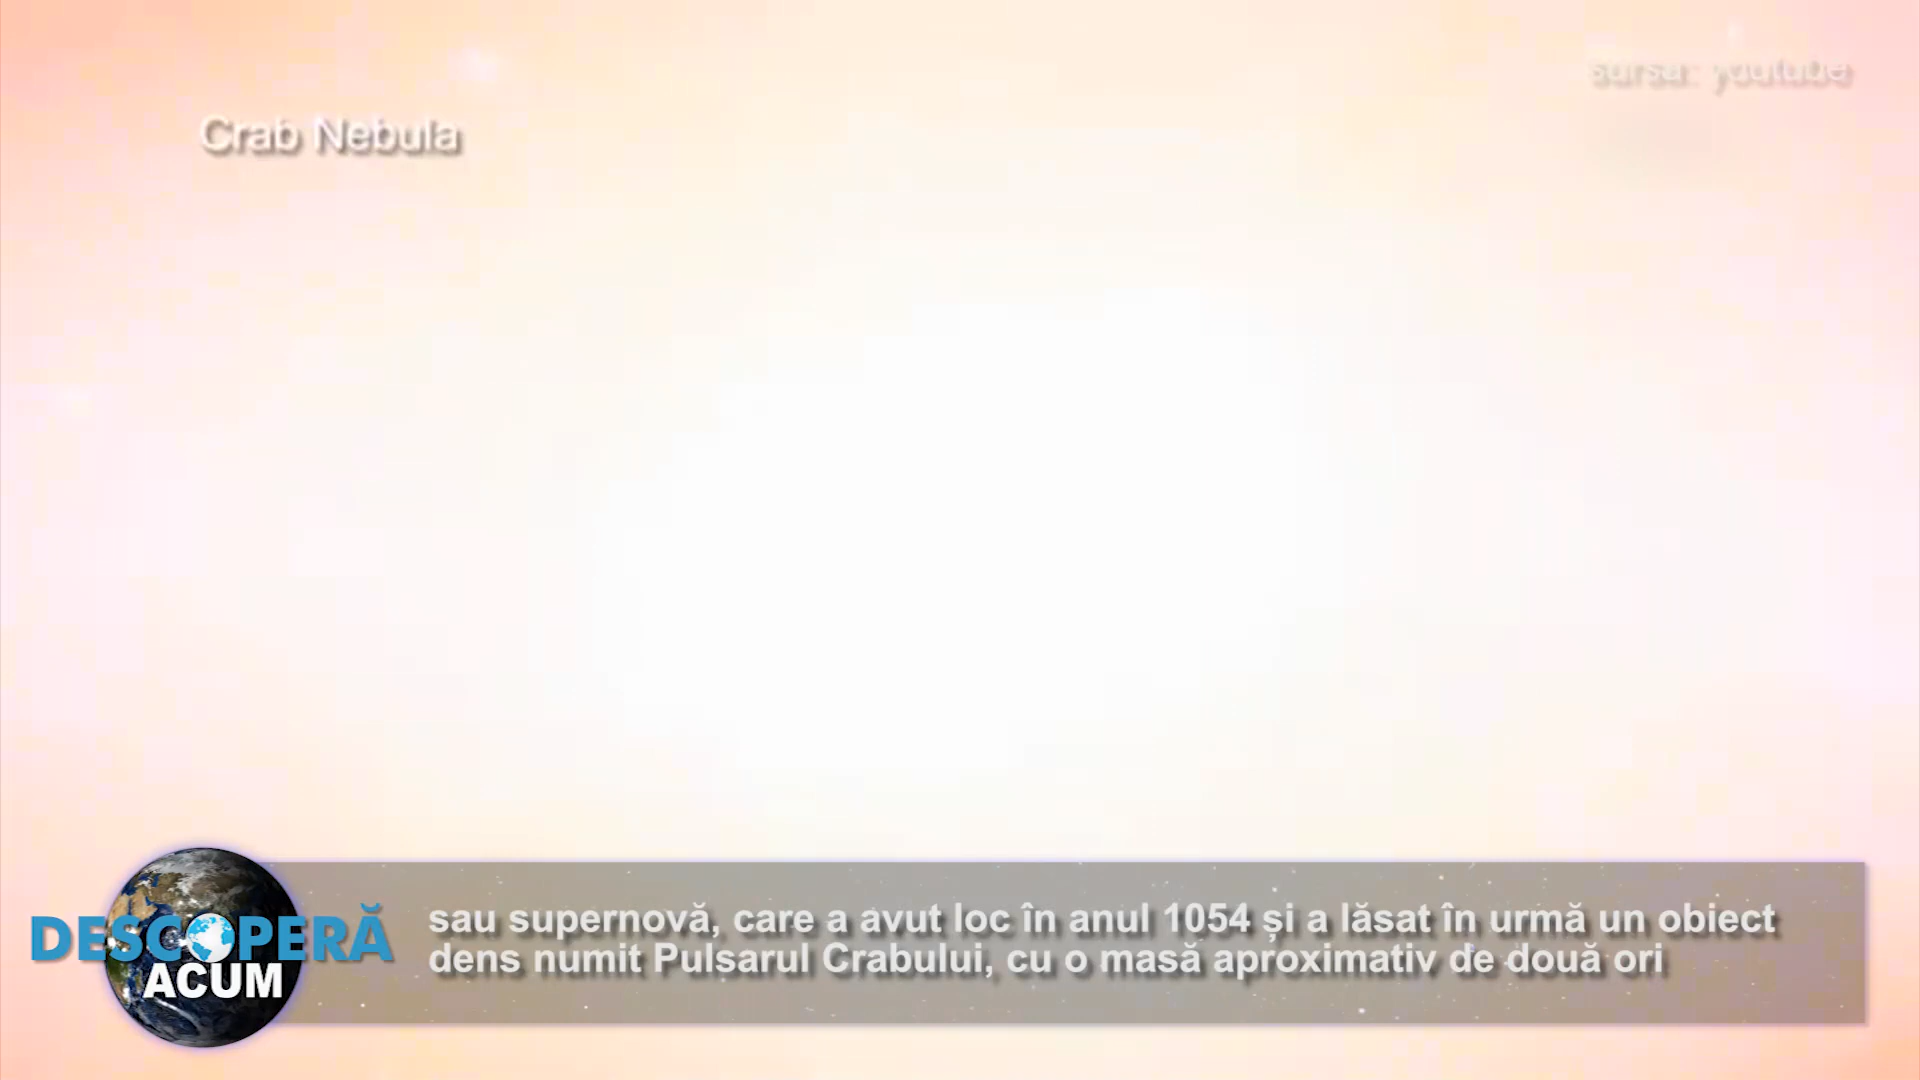 sursa: youtube
Crab Nebula
sau supernovă, care a avut loc în anul 1054 și a lăsat în urmă un obiect
dens numit Pulsarul Crabului, cu o masă aproximativ de două ori
DESCOPERĂ
ACUM